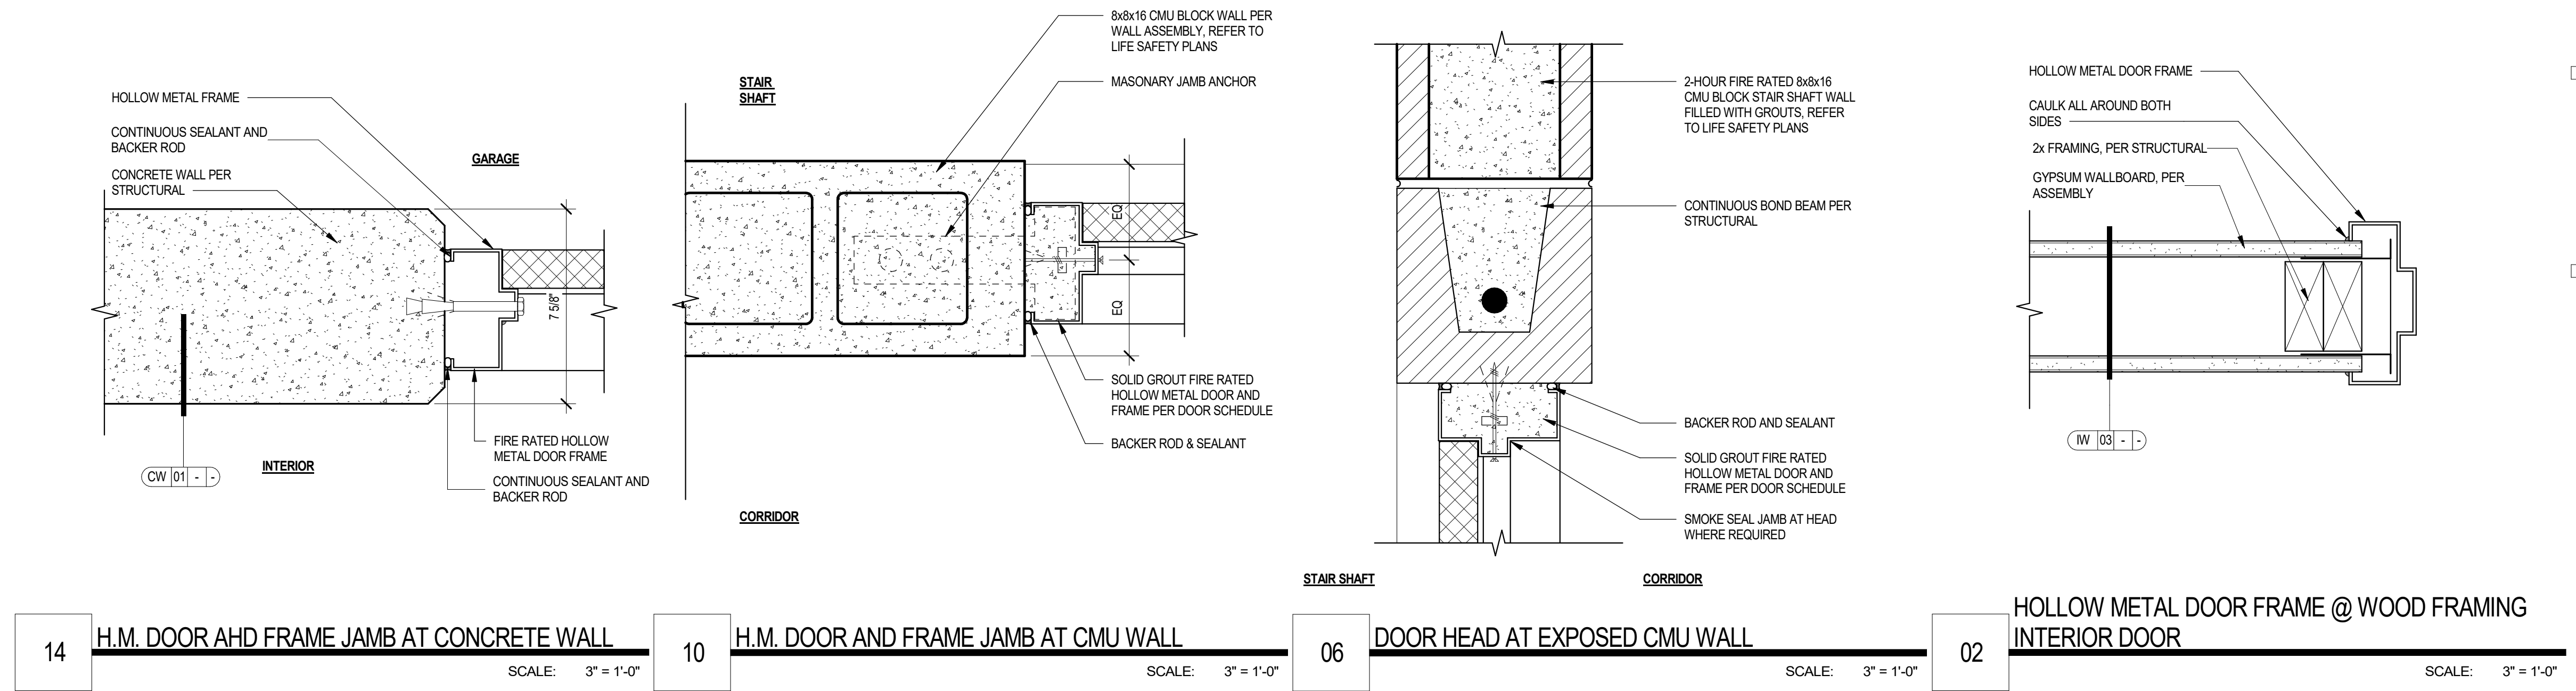 HOLLOW METAL FRAME
CONTINUOUS SEALANT AND
BACKER ROD
CONCRETE WALL PER
STRUCTURAL
GARAGE
7 5/8"
INTERIOR
CW 01 - -
FIRE RATED HOLLOW
METAL DOOR FRAME
CONTINUOUS SEALANT AND
BACKER ROD
14
H.M. DOOR AHD FRAME JAMB AT CONCRETE WALL
SCALE: 3" = 1'-0"
STAIR
SHAFT
8x8x16 CMU BLOCK WALL PER
WALL ASSEMBLY, REFER TO
LIFE SAFETY PLANS
MASONARY JAMB ANCHOR
EQ
EQ
SOLID GROUT FIRE RATED
HOLLOW METAL DOOR AND
FRAME PER DOOR SCHEDULE
BACKER ROD & SEALANT
CORRIDOR
10
H.M. DOOR AND FRAME JAMB AT CMU WALL
SCALE: 3" = 1'-0"
2-HOUR FIRE RATED 8x8x16
CMU BLOCK STAIR SHAFT WALL
FILLED WITH GROUTS, REFER
TO LIFE SAFETY PLANS
CONTINUOUS BOND BEAM PER
STRUCTURAL
BACKER ROD AND SEALANT
SOLID GROUT FIRE RATED
HOLLOW METAL DOOR AND
FRAME PER DOOR SCHEDULE
SMOKE SEAL JAMB AT HEAD
WHERE REQUIRED
STAIR SHAFT
CORRIDOR
06
DOOR HEAD AT EXPOSED CMU WALL
SCALE: 3" = 1'-0"
HOLLOW METAL DOOR FRAME
CAULK ALL AROUND BOTH
SIDES
2x FRAMING, PER STRUCTURAL
GYPSUM WALLBOARD, PER
ASSEMBLY
IW 03 - -
02
HOLLOW METAL DOOR FRAME @ WOOD FRAMING
INTERIOR DOOR
SCALE: 3" = 1'-0"